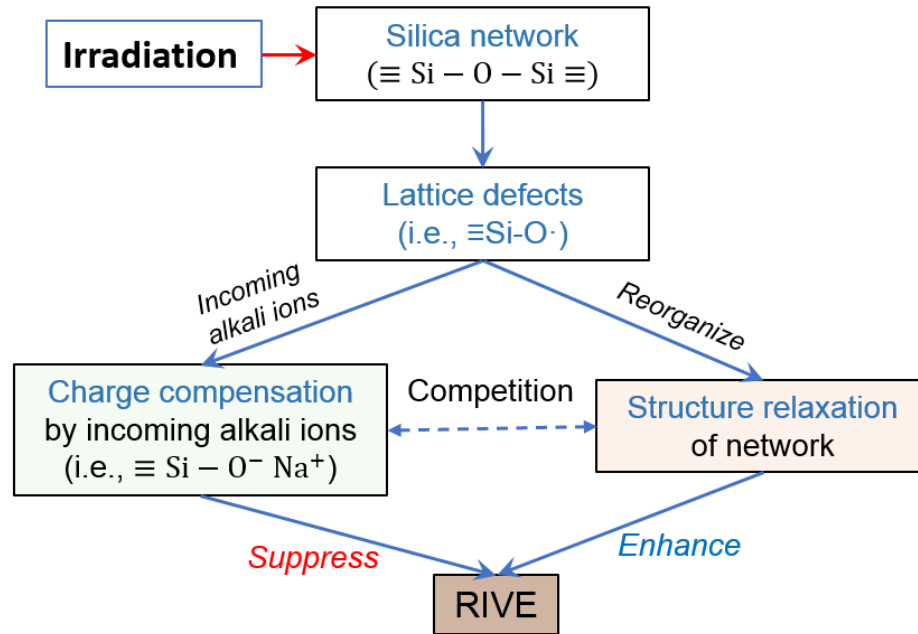 Irradiation
Silica network
(≡ Si − O − Si ≡)
Lattice defects
(i.e., ≡Si-O·)
Incoming
alkali ions
Reorganize
Charge compensation
by incoming alkali ions
(i.e., ≡ Si − O⁻ Na⁺)
Competition
Structure relaxation
of network
Suppress
Enhance
RIVE